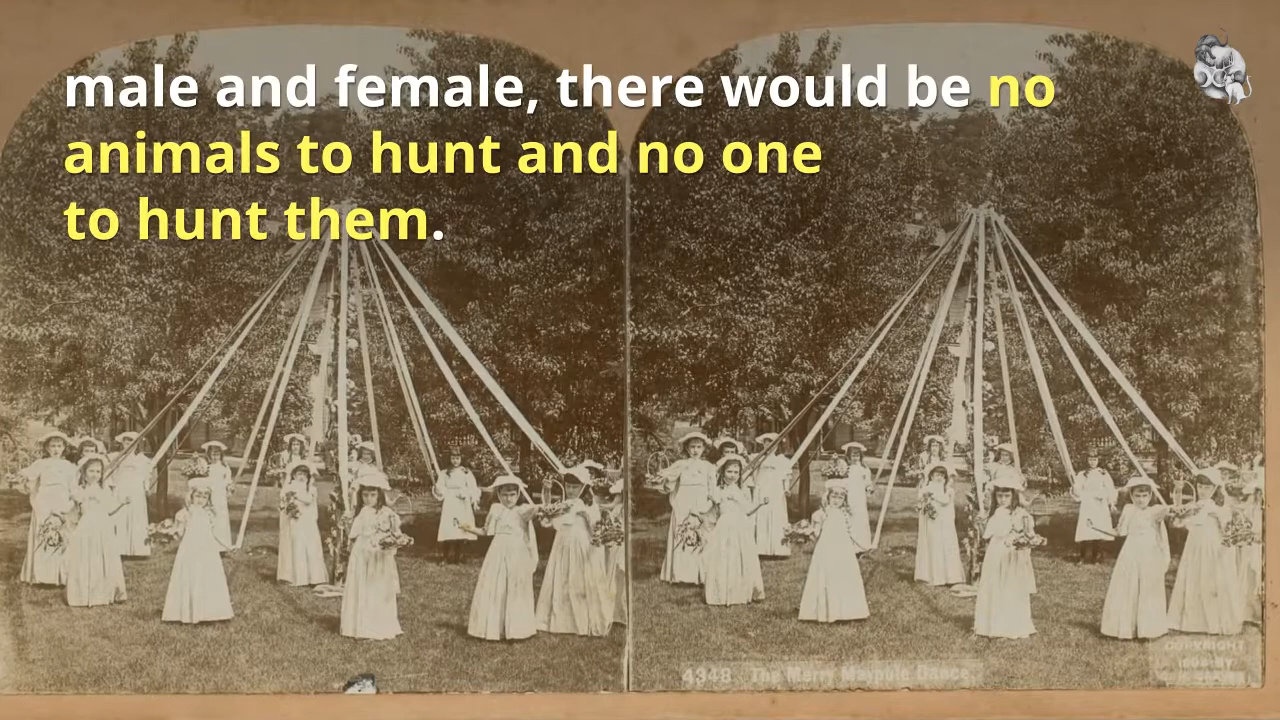 male and female, there would be no
animals to hunt and no one
to hunt them.
4348. The Merry Maypole Dance.
COPYRIGHT